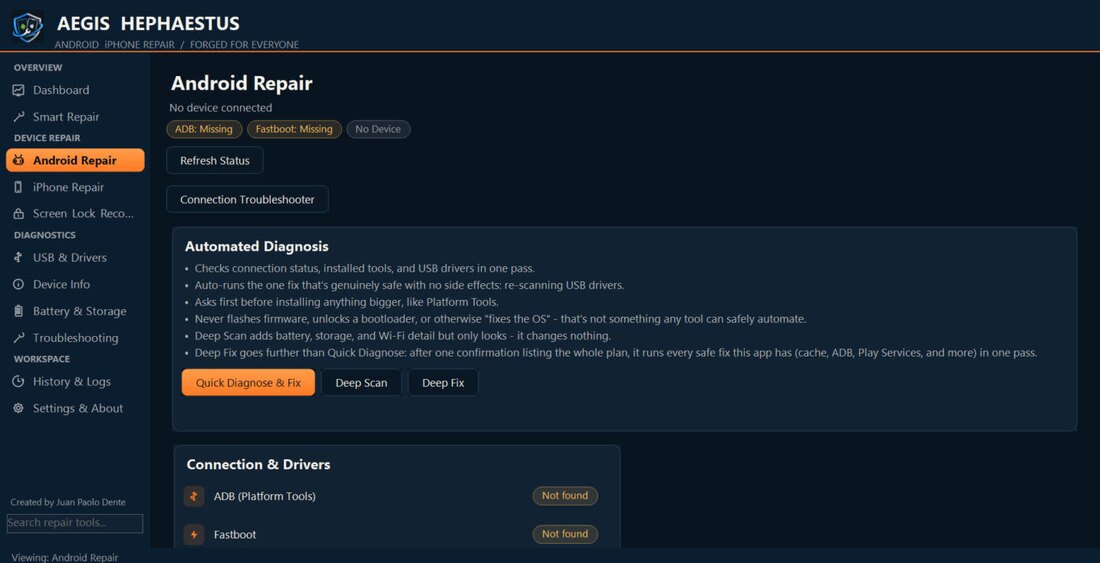 AEGIS HEPHAESTUS
ANDROID iPHONE REPAIR / FORGED FOR EVERYONE
OVERVIEW
Dashboard
Smart Repair
DEVICE REPAIR
Android Repair
iPhone Repair
Screen Lock Reco...
DIAGNOSTICS
USB & Drivers
Device Info
Battery & Storage
Troubleshooting
WORKSPACE
History & Logs
Settings & About
Created by Juan Paolo Dente
Search repair tools...
Viewing: Android Repair
Android Repair
No device connected
ADB: Missing
Fastboot: Missing
No Device
Refresh Status
Connection Troubleshooter
Automated Diagnosis
• Checks connection status, installed tools, and USB drivers in one pass.
• Auto-runs the one fix that's genuinely safe with no side effects: re-scanning USB drivers.
• Asks first before installing anything bigger, like Platform Tools.
• Never flashes firmware, unlocks a bootloader, or otherwise "fixes the OS" - that's not something any tool can safely automate.
• Deep Scan adds battery, storage, and Wi-Fi detail but only looks - it changes nothing.
• Deep Fix goes further than Quick Diagnose: after one confirmation listing the whole plan, it runs every safe fix this app has (cache, ADB, Play Services, and more) in one pass.
Quick Diagnose & Fix
Deep Scan
Deep Fix
Connection & Drivers
ADB (Platform Tools)
Not found
Fastboot
Not found